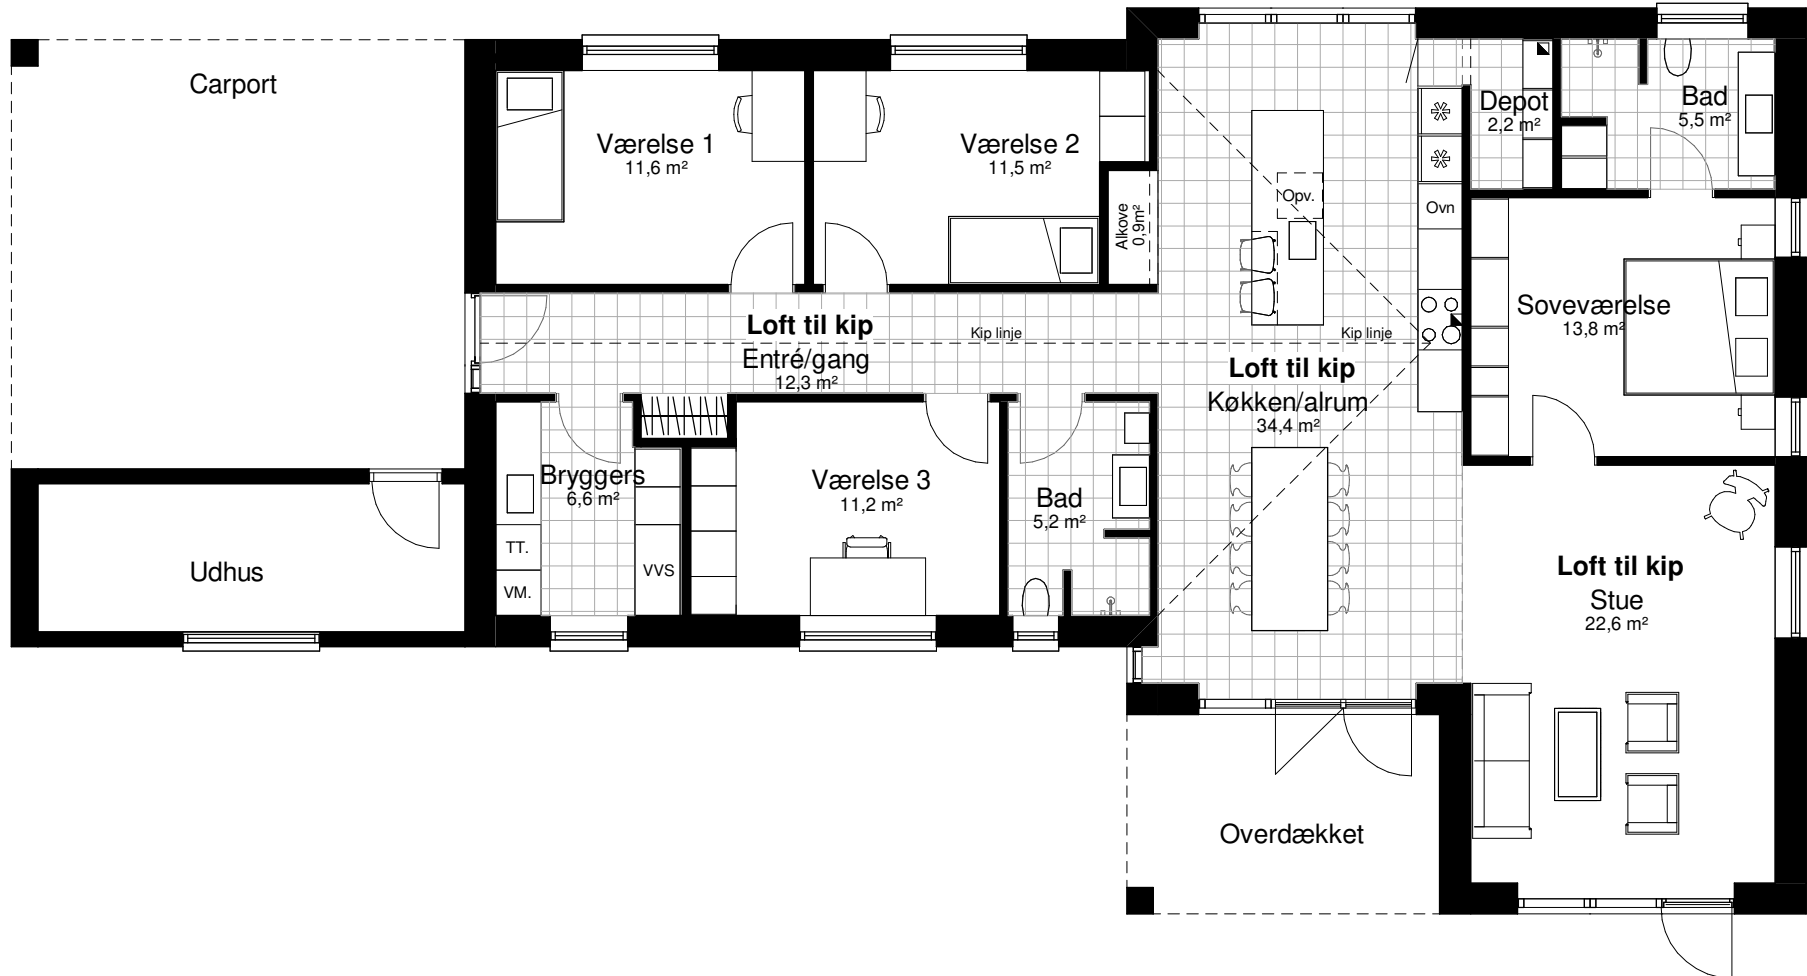 Carport
Værelse 1
11,6 m²
Værelse 2
11,5 m²
Alkove
0,9m²
Opv.
Ovn
Depot
2,2 m²
Bad
5,5 m²
Soveværelse
13,8 m²
Loft til kip
Entré/gang
12,3 m²
Kip linje
Kip linje
Loft til kip
Køkken/alrum
34,4 m²
Bryggers
6,6 m²
TT.
VM.
VVS
Værelse 3
11,2 m²
Bad
5,2 m²
Udhus
Loft til kip
Stue
22,6 m²
Overdækket